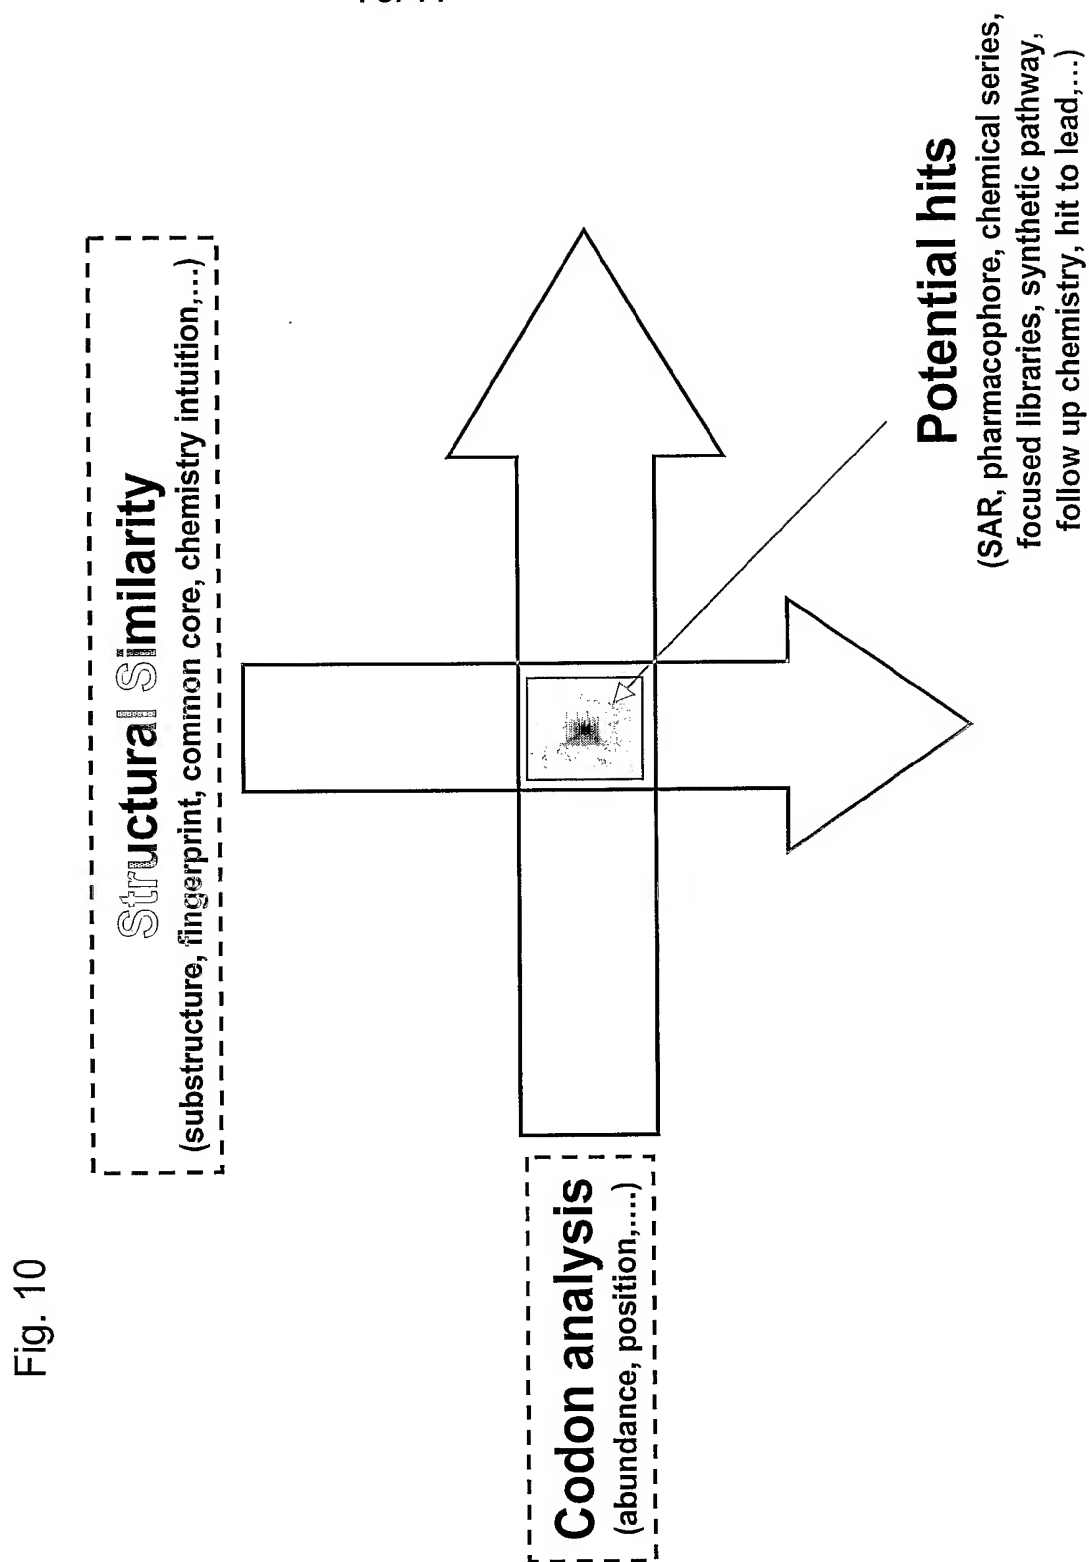 Fig. 10
Structural Similarity
(substructure, fingerprint, common core, chemistry intuition,...)
Codon analysis
(abundance, position,....)
Potential hits
(SAR, pharmacophore, chemical series,
focused libraries, synthetic pathway,
follow up chemistry, hit to lead,...)